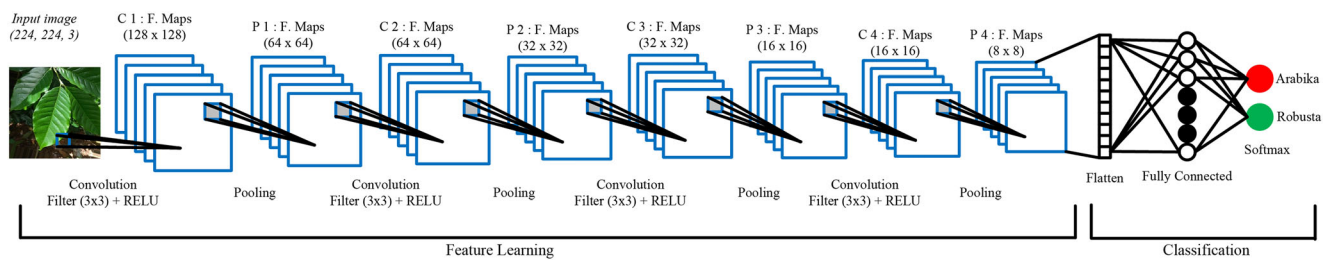 Input image
(224, 224, 3)
C 1 : F. Maps
(128 x 128)
P 1 : F. Maps
(64 x 64)
C 2 : F. Maps
(64 x 64)
P 2 : F. Maps
(32 x 32)
C 3 : F. Maps
(32 x 32)
P 3 : F. Maps
(16 x 16)
C 4 : F. Maps
(16 x 16)
P 4 : F. Maps
(8 x 8)
Arabika
Robusta
Softmax
Convolution
Filter (3x3) + RELU
Pooling
Convolution
Filter (3x3) + RELU
Pooling
Convolution
Filter (3x3) + RELU
Pooling
Convolution
Filter (3x3) + RELU
Pooling
Flatten
Fully Connected
Feature Learning
Classification